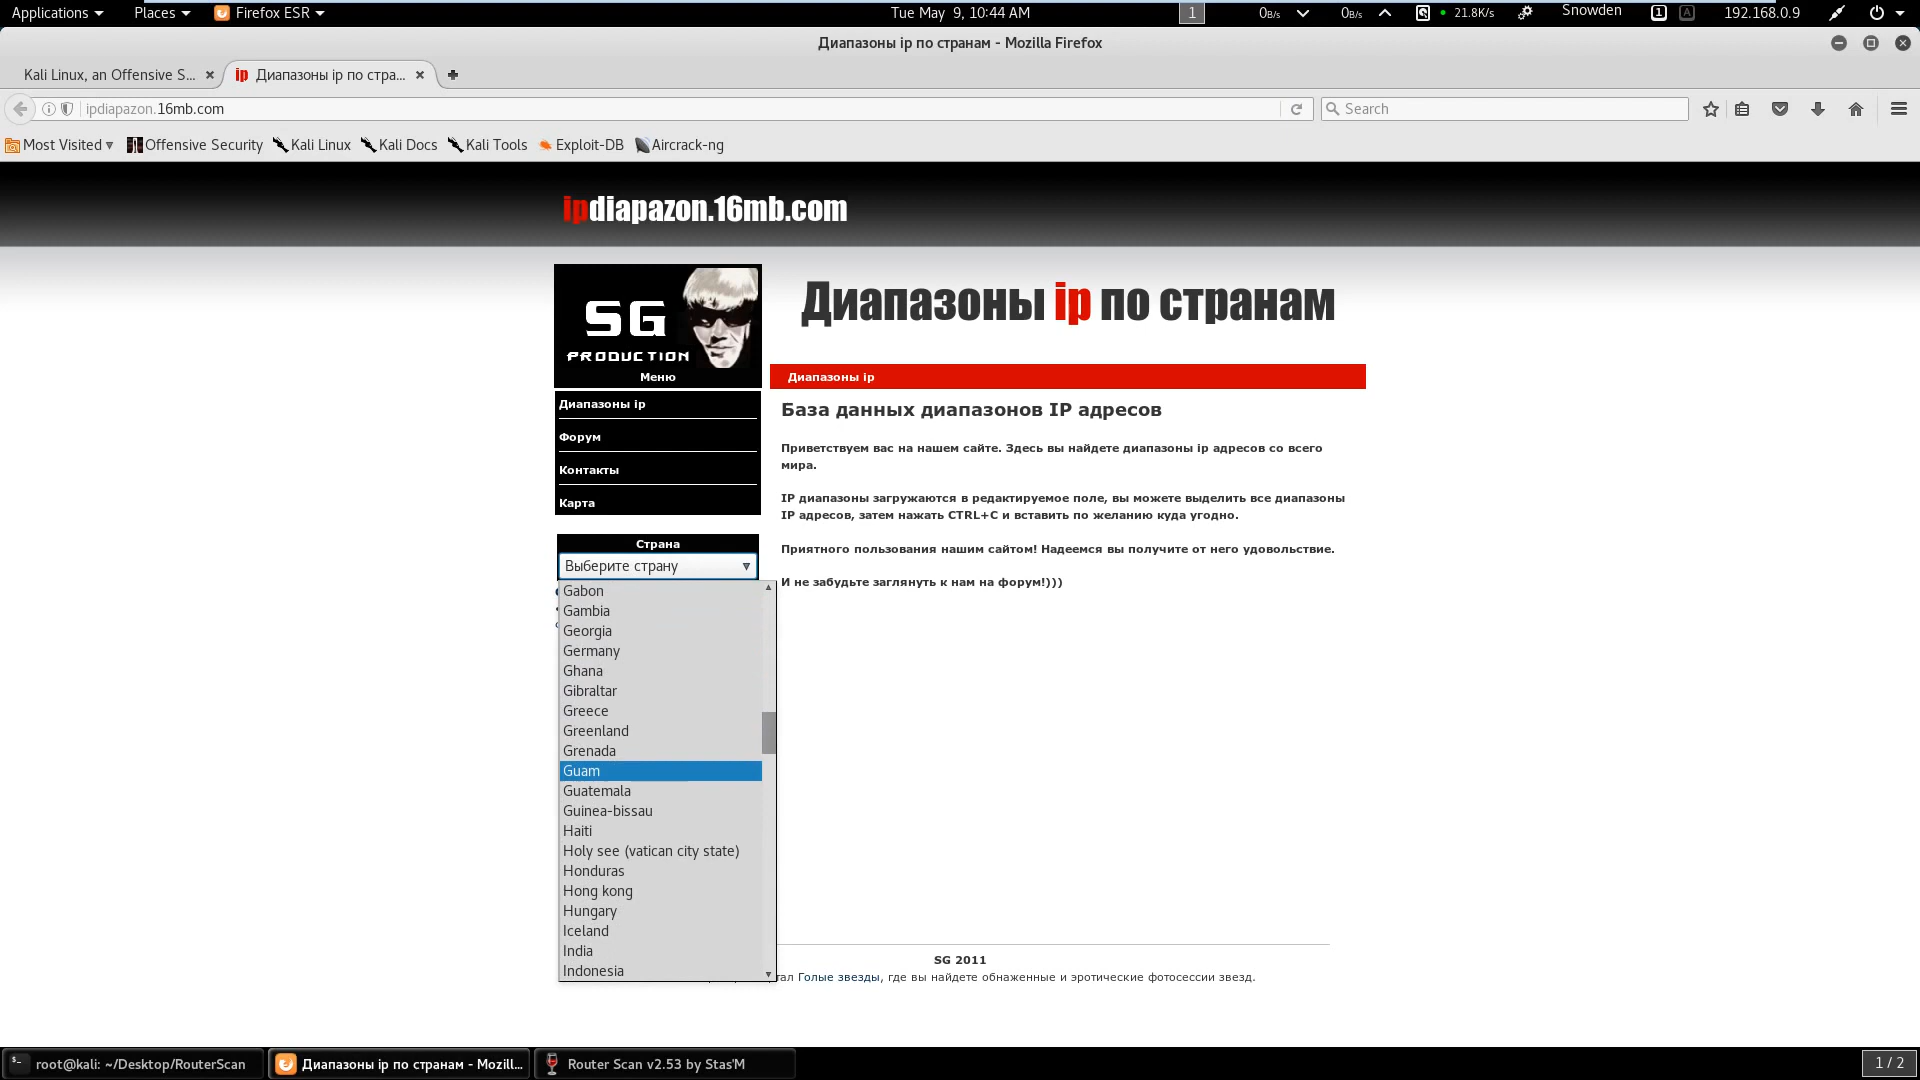 Applications
Places
Firefox ESR
Tue May 9, 10:44 AM
1
0B/s
0B/s
21.8K/s
Snowden
1
A
192.168.0.9
Диапазоны ip по странам - Mozilla Firefox
Kali Linux, an Offensive S...
ip Диапазоны ip по стра...
ipdiapazon.16mb.com
Search
Most Visited
Offensive Security
Kali Linux
Kali Docs
Kali Tools
Exploit-DB
Aircrack-ng
ipdiapazon.16mb.com
SG
PRODUCTION
Меню
Диапазоны ip
Форум
Контакты
Карта
Страна
Выберите страну
Gabon
Gambia
Georgia
Germany
Ghana
Gibraltar
Greece
Greenland
Grenada
Guam
Guatemala
Guinea-bissau
Haiti
Holy see (vatican city state)
Honduras
Hong kong
Hungary
Iceland
India
Indonesia
Диапазоны ip по странам
Диапазоны ip
База данных диапазонов IP адресов
Приветствуем вас на нашем сайте. Здесь вы найдете диапазоны ip адресов со всего
мира.
IP диапазоны загружаются в редактируемое поле, вы можете выделить все диапазоны
IP адресов, затем нажать CTRL+C и вставить по желанию куда угодно.
Приятного пользования нашим сайтом! Надеемся вы получите от него удовольствие.
И не забудьте заглянуть к нам на форум!)))
SG 2011
тал Голые звезды, где вы найдете обнаженные и эротические фотосессии звезд.
root@kali: ~/Desktop/RouterScan
Диапазоны ip по странам - Mozill...
Router Scan v2.53 by Stas'M
1 / 2